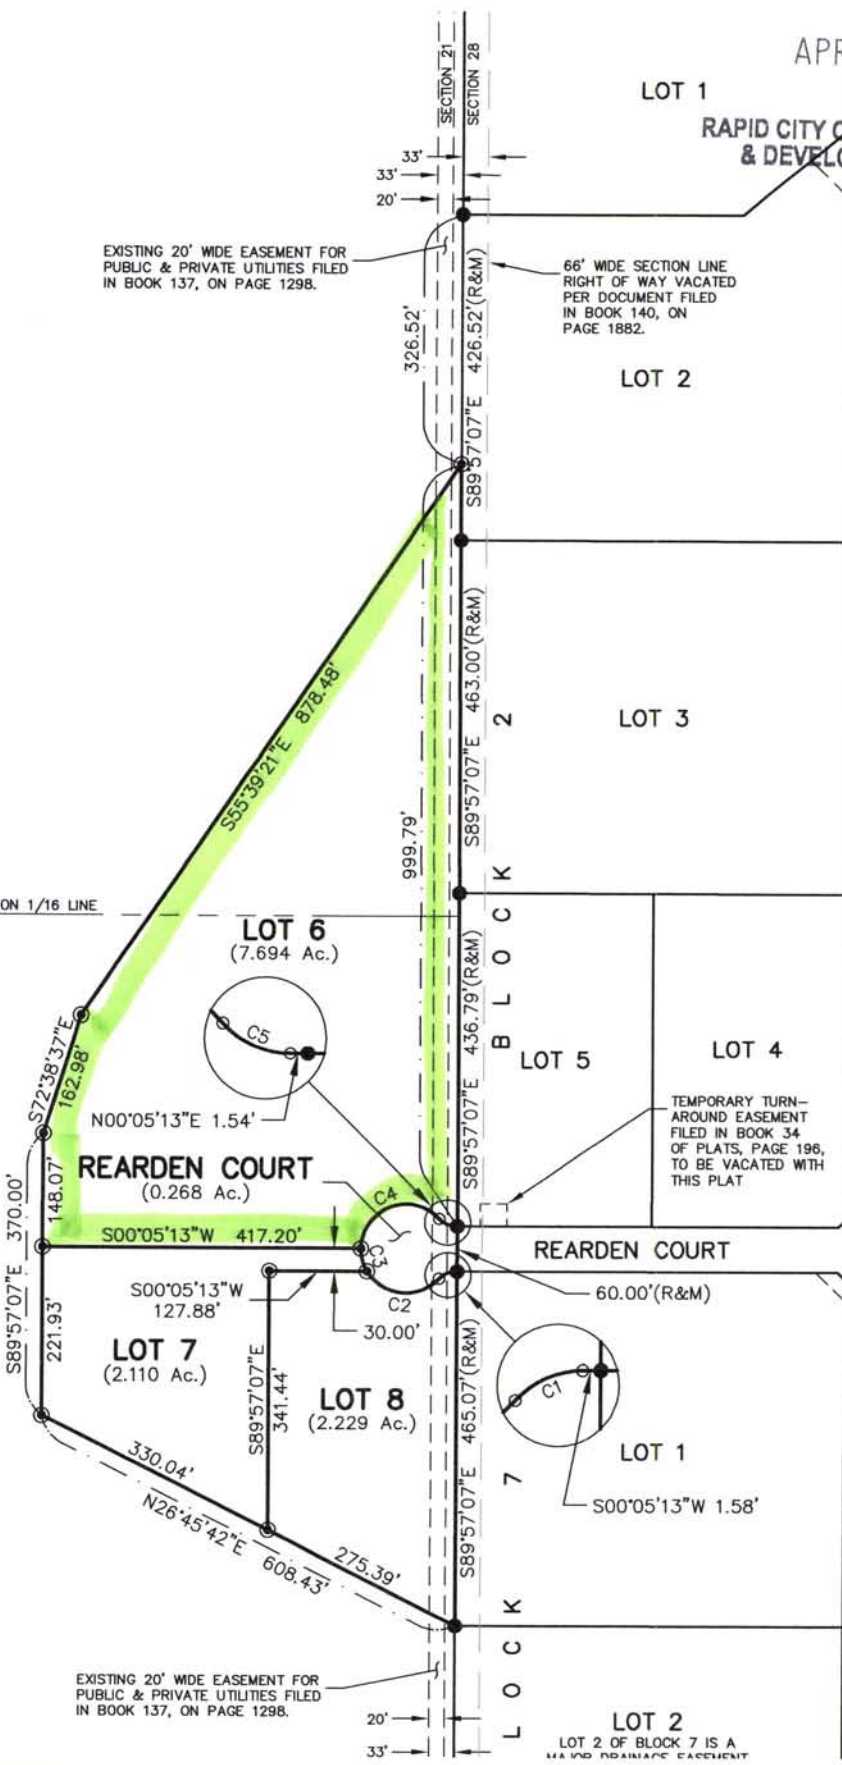 SECTION 21
SECTION 28
APR
LOT 1
RAPID CITY
& DEVELO
33'
33'
20'
EXISTING 20' WIDE EASEMENT FOR
PUBLIC & PRIVATE UTILITIES FILED
IN BOOK 137, ON PAGE 1298.
66' WIDE SECTION LINE
RIGHT OF WAY VACATED
PER DOCUMENT FILED
IN BOOK 140, ON
PAGE 1882.
326.52'
S89°57'07"E 426.52'(R&M)
LOT 2
S55°39'21"E 878.48'
S89°57'07"E 463.00'(R&M)
LOT 3
BLOCK 2
999.79'
ON 1/16 LINE
LOT 6
(7.694 Ac.)
S89°57'07"E 436.79'(R&M)
LOT 5
LOT 4
C5
N00°05'13"E 1.54'
S72°38'37"E
162.98'
TEMPORARY TURN-
AROUND EASEMENT
FILED IN BOOK 34
OF PLATS, PAGE 196,
TO BE VACATED WITH
THIS PLAT
REARDEN COURT
(0.268 Ac.)
148.07'
S89°57'07"E 370.00'
C4
S00°05'13"W 417.20'
C3
REARDEN COURT
S00°05'13"W
127.88'
C2
60.00'(R&M)
30.00'
221.93'
LOT 7
(2.110 Ac.)
S89°57'07"E
341.44'
LOT 8
(2.229 Ac.)
S89°57'07"E 465.07'(R&M)
C1
LOT 1
S00°05'13"W 1.58'
330.04'
N26°45'42"E 608.43'
275.39'
LOCK 7
EXISTING 20' WIDE EASEMENT FOR
PUBLIC & PRIVATE UTILITIES FILED
IN BOOK 137, ON PAGE 1298.
20'
33'
LOT 2
LOT 2 OF BLOCK 7 IS A
MAJOR DRAINAGE EASEMENT